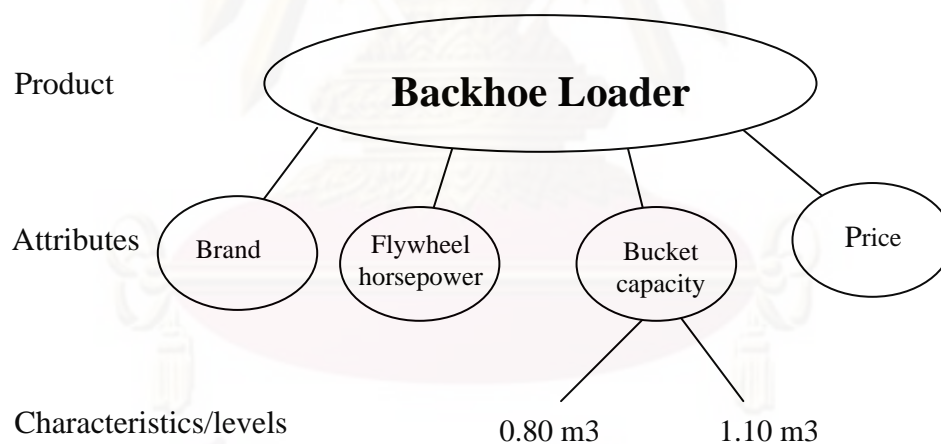 Product
Backhoe Loader
Attributes
Brand
Flywheel
horsepower
Bucket
capacity
Price
Characteristics/levels
0.80 m3
1.10 m3